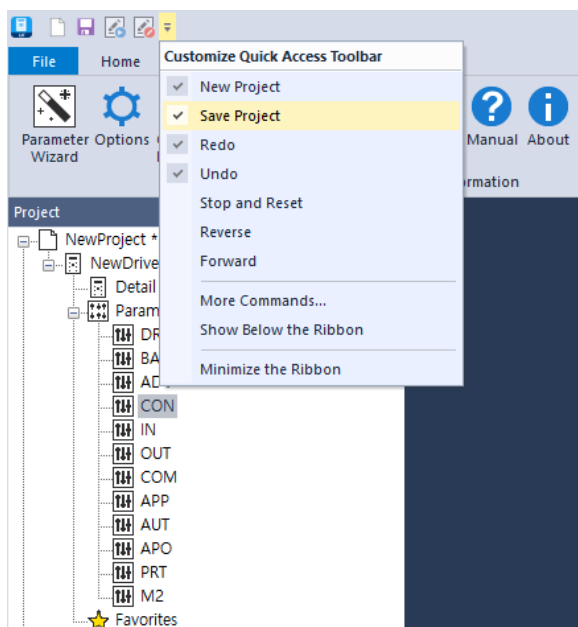 File Home
Customize Quick Access Toolbar
New Project
Save Project
Redo
Undo
Stop and Reset
Reverse
Forward
More Commands...
Show Below the Ribbon
Minimize the Ribbon
Parameter Wizard
Options
Manual
About
Project
NewProject *
NewDrive
Detail
Param
DR
BA
CON
IN
OUT
COM
APP
AUT
APO
PRT
M2
Favorites